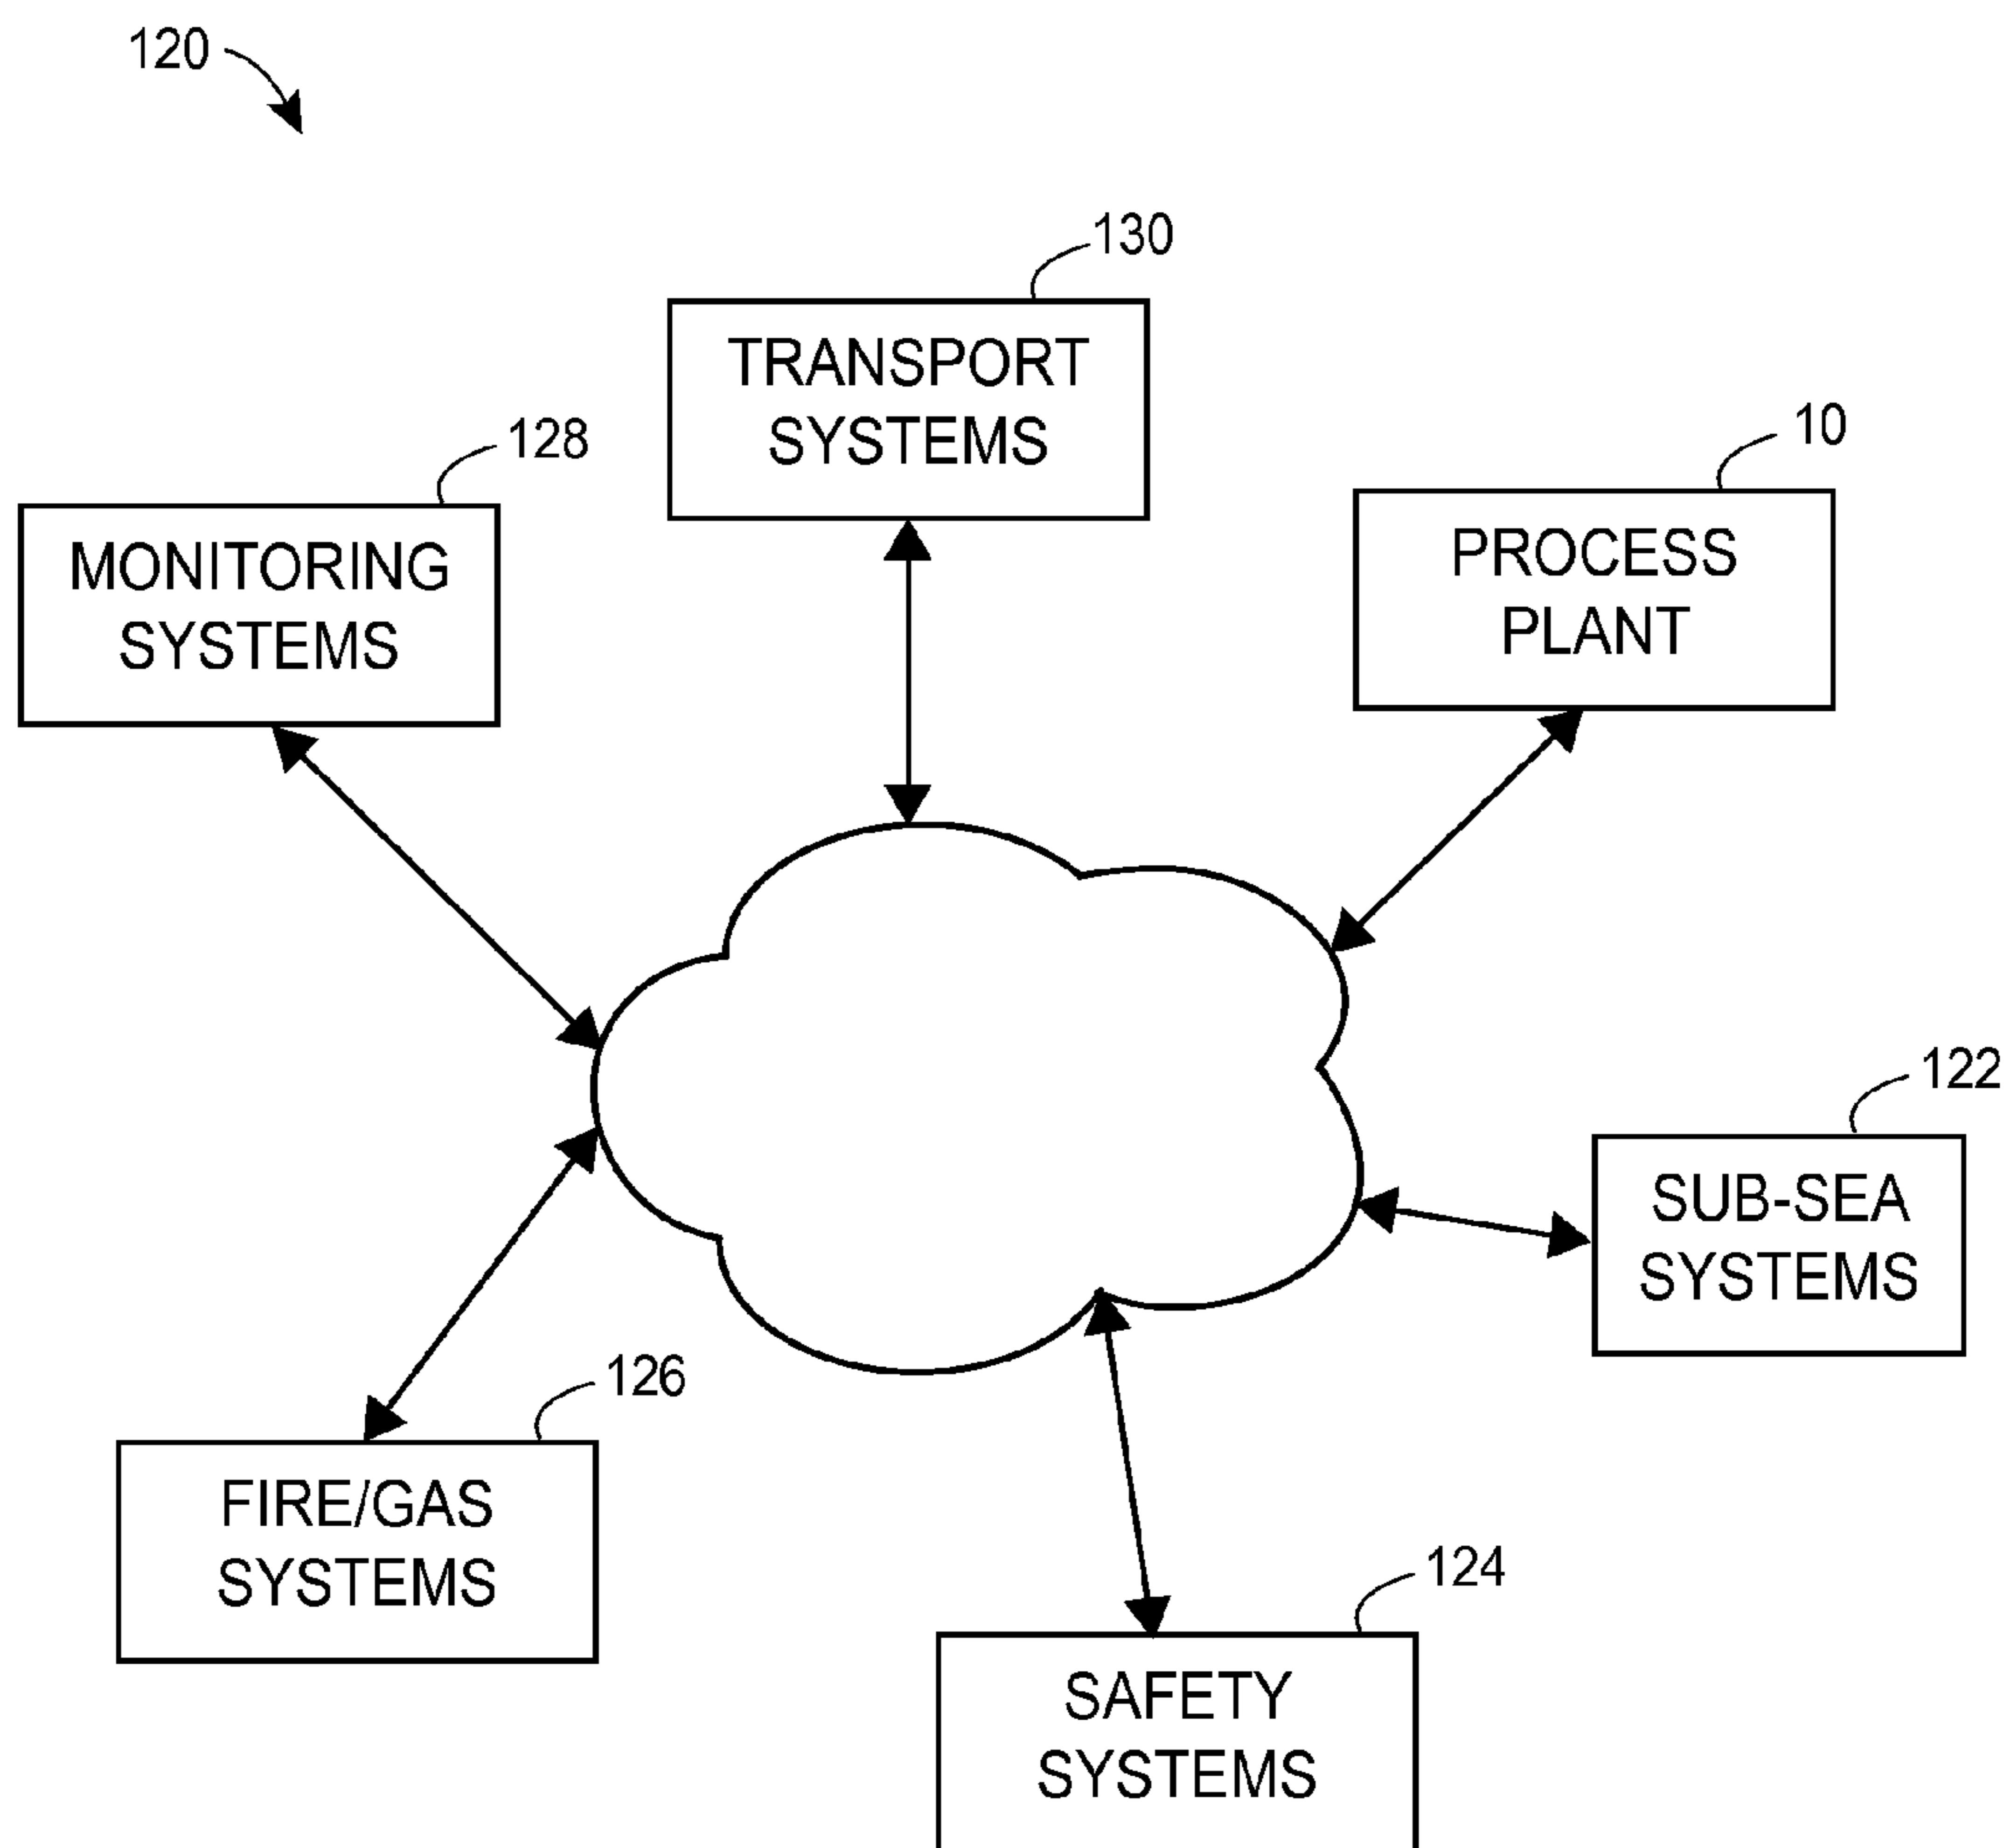 120
130
TRANSPORT
SYSTEMS
10
PROCESS
PLANT
128
MONITORING
SYSTEMS
122
SUB-SEA
SYSTEMS
126
FIRE/GAS
SYSTEMS
124
SAFETY
SYSTEMS